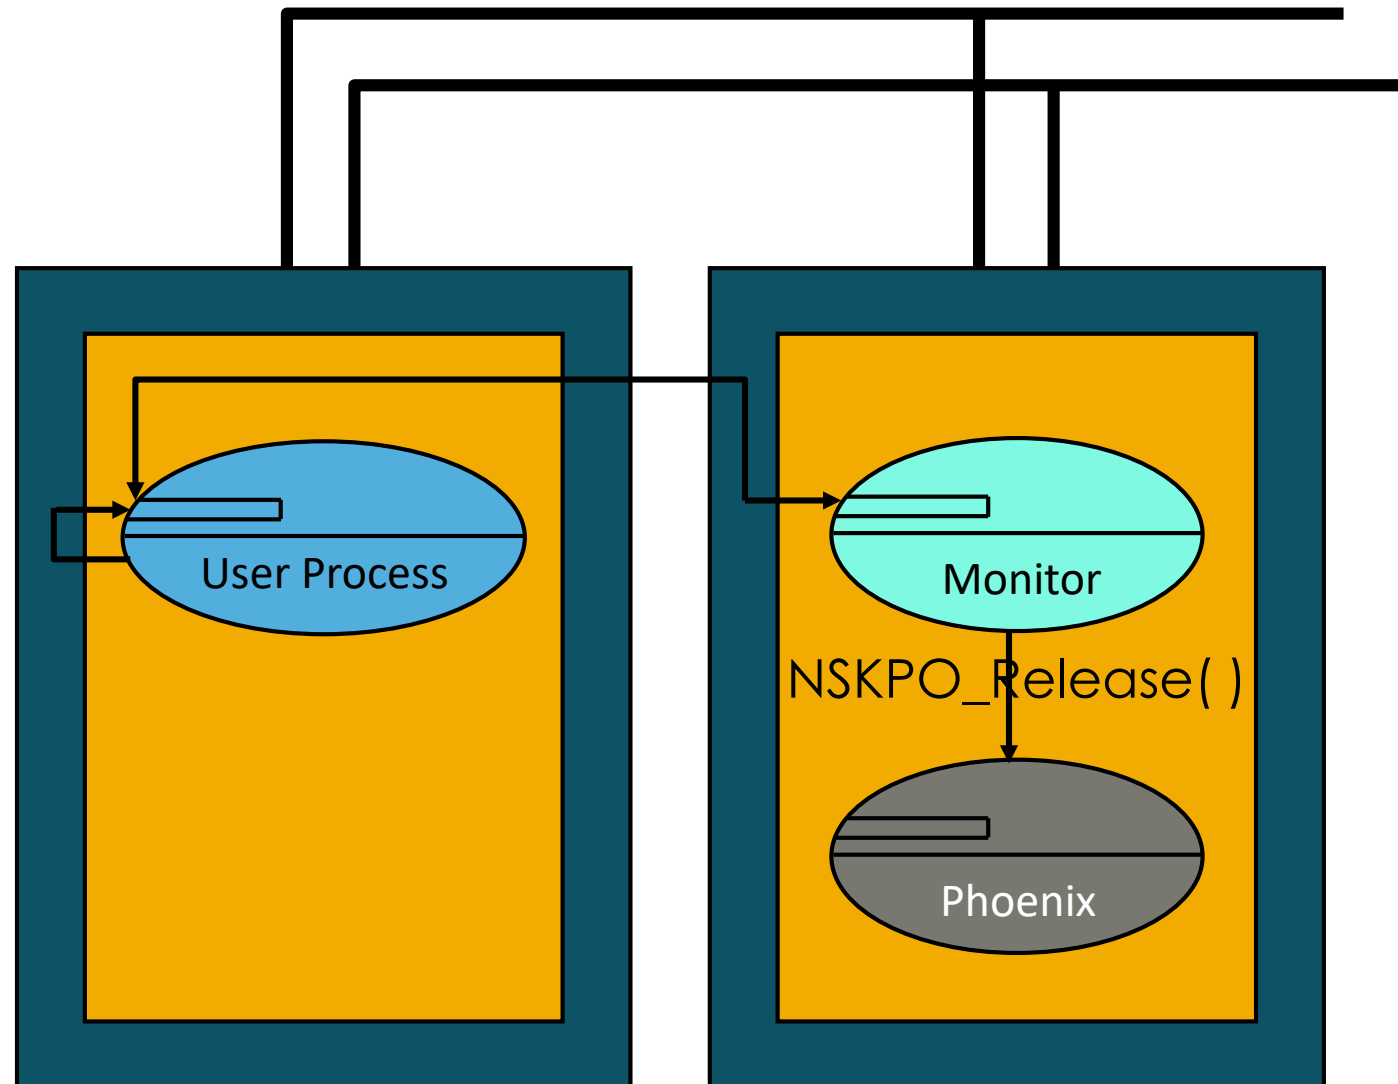 User Process
Monitor
NSKPO_Release( )
Phoenix